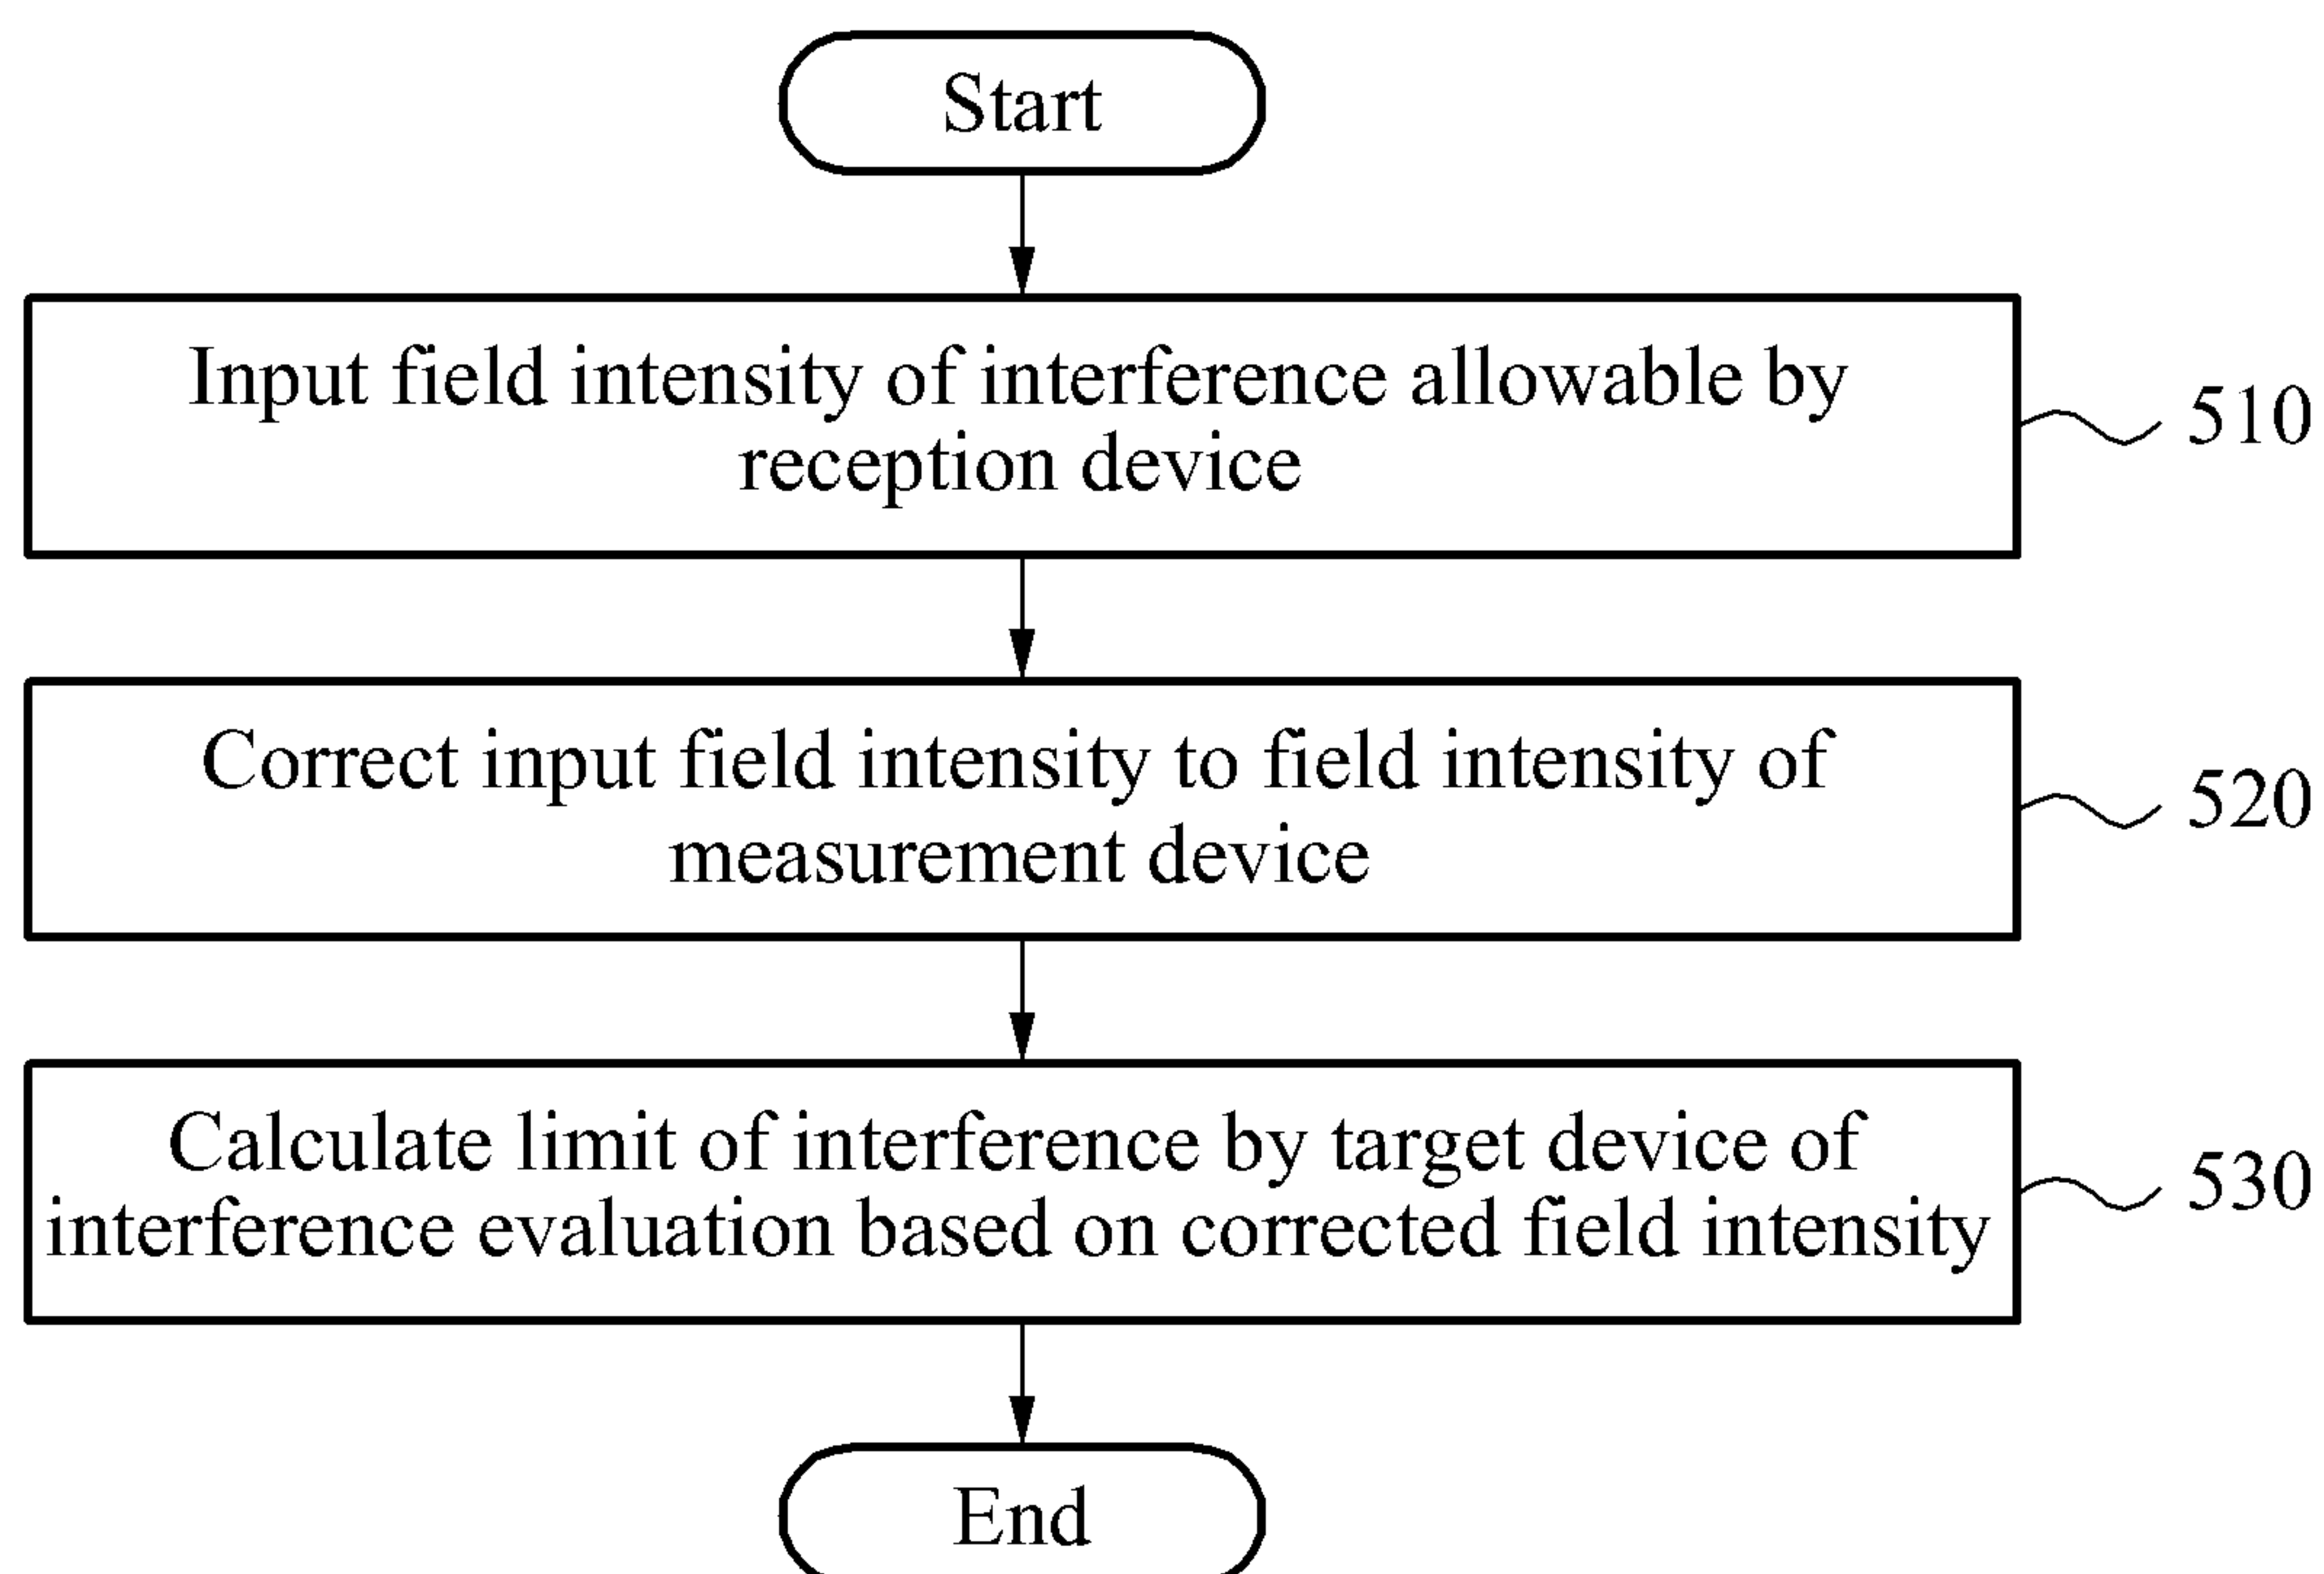 Start
Input field intensity of interference allowable by
reception device
510
Correct input field intensity to field intensity of
measurement device
520
Calculate limit of interference by target device of
interference evaluation based on corrected field intensity
530
End